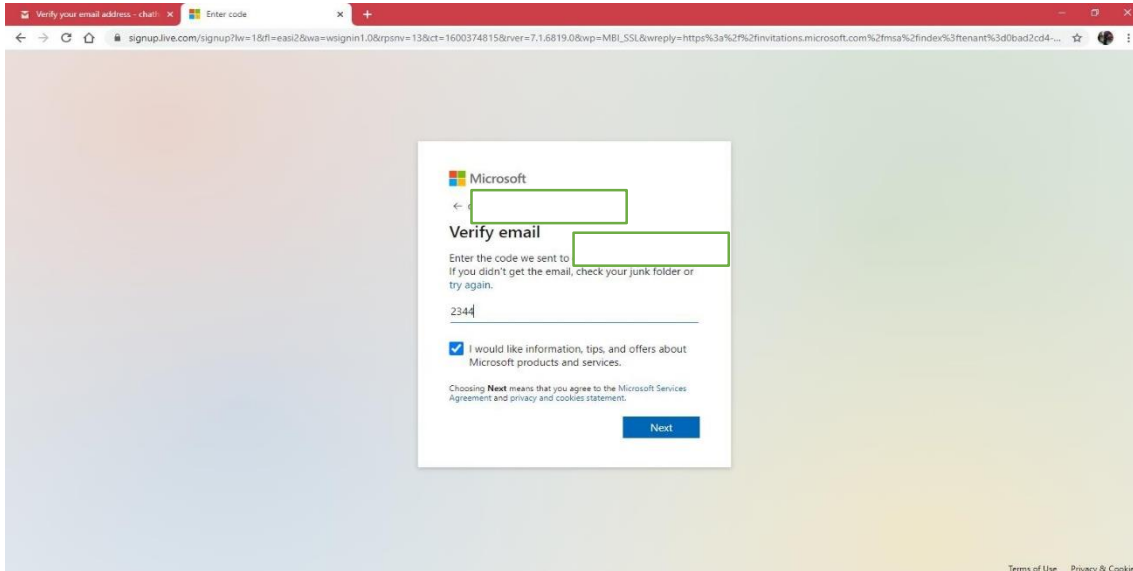 Verify your email address - chath
Enter code
signup.live.com/signup?lw=1&fl=easi2&wa=wsignin1.0&rpsnv=13&ct=1600374815&rver=7.1.6819.0&wp=MBI_SSL&wreply=https%3a%2f%2finvitations.microsoft.com%2fmsa%2findex%3ftenant%3d0bad2cd4-...
Microsoft
Verify email
Enter the code we sent to
If you didn't get the email, check your junk folder or
try again.
2344
I would like information, tips, and offers about
Microsoft products and services.
Choosing Next means that you agree to the Microsoft Services
Agreement and privacy and cookies statement.
Next
Terms of Use Privacy & Cookie